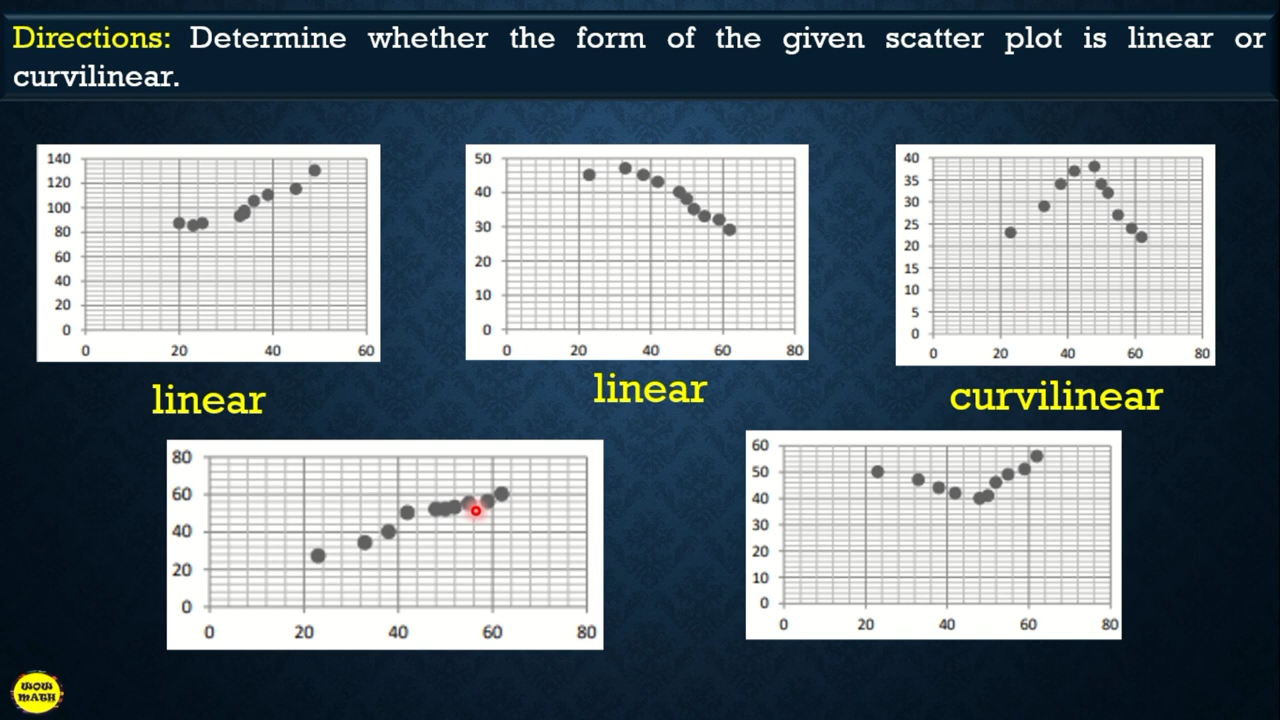 Directions: Determine whether the form of the given scatter plot is linear or
curvilinear.
140
120
100
80
60
40
20
0
0 20 40 60
linear
50
40
30
20
10
0
0 20 40 60 80
linear
40
35
30
25
20
15
10
5
0
0 20 40 60 80
curvilinear
80
60
40
20
0
0 20 40 60 80
60
50
40
30
20
10
0
0 20 40 60 80
WOW
MATH